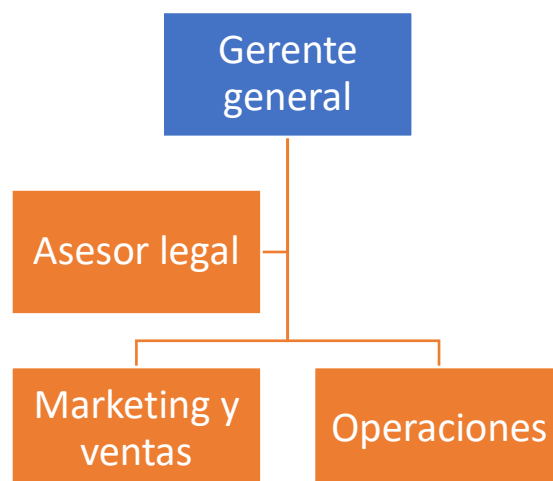 Gerente
general
Asesor legal
Marketing y
ventas
Operaciones